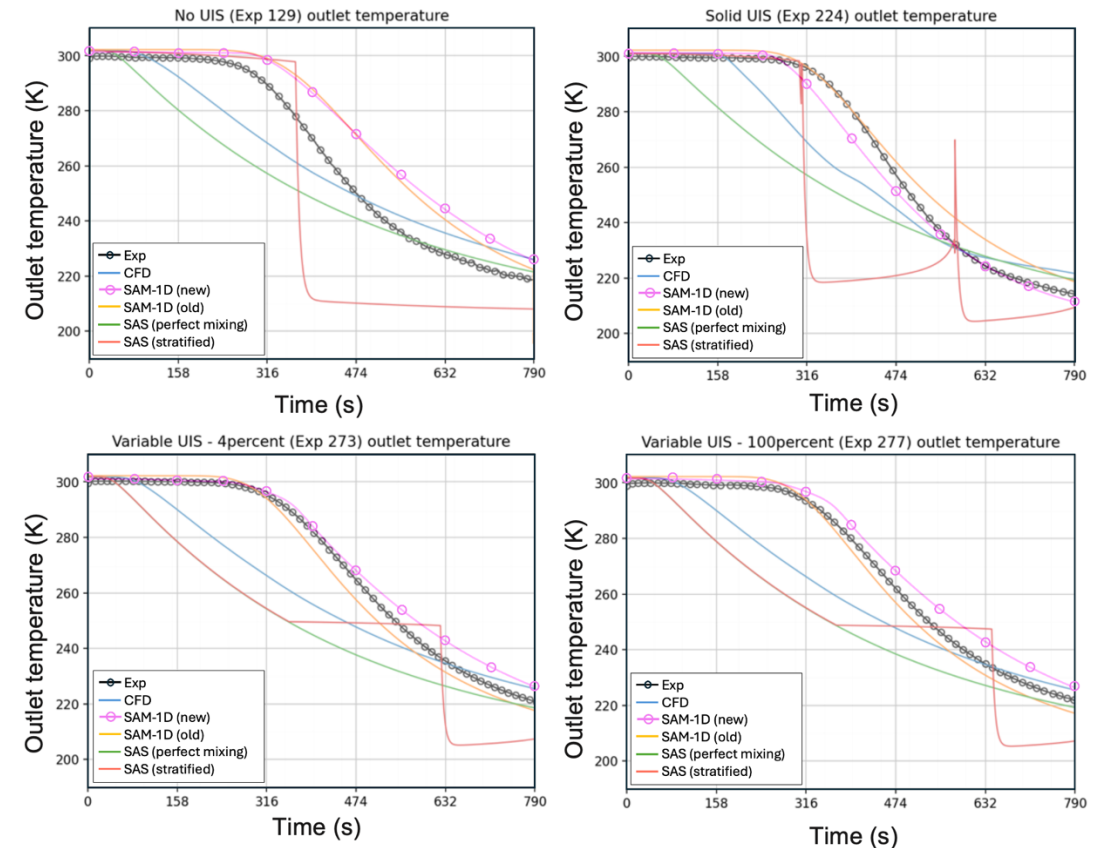 No UIS (Exp 129) outlet temperature
Outlet temperature (K)
300
280
260
240
220
200
Exp
CFD
SAM-1D (new)
SAM-1D (old)
SAS (perfect mixing)
SAS (stratified)
0 158 316 474 632 790
Time (s)
Solid UIS (Exp 224) outlet temperature
Outlet temperature (K)
300
280
260
240
220
200
Exp
CFD
SAM-1D (new)
SAM-1D (old)
SAS (perfect mixing)
SAS (stratified)
0 158 316 474 632 790
Time (s)
Variable UIS - 4percent (Exp 273) outlet temperature
Outlet temperature (K)
300
280
260
240
220
200
Exp
CFD
SAM-1D (new)
SAM-1D (old)
SAS (perfect mixing)
SAS (stratified)
0 158 316 474 632 790
Time (s)
Variable UIS - 100percent (Exp 277) outlet temperature
Outlet temperature (K)
300
280
260
240
220
200
Exp
CFD
SAM-1D (new)
SAM-1D (old)
SAS (perfect mixing)
SAS (stratified)
0 158 316 474 632 790
Time (s)